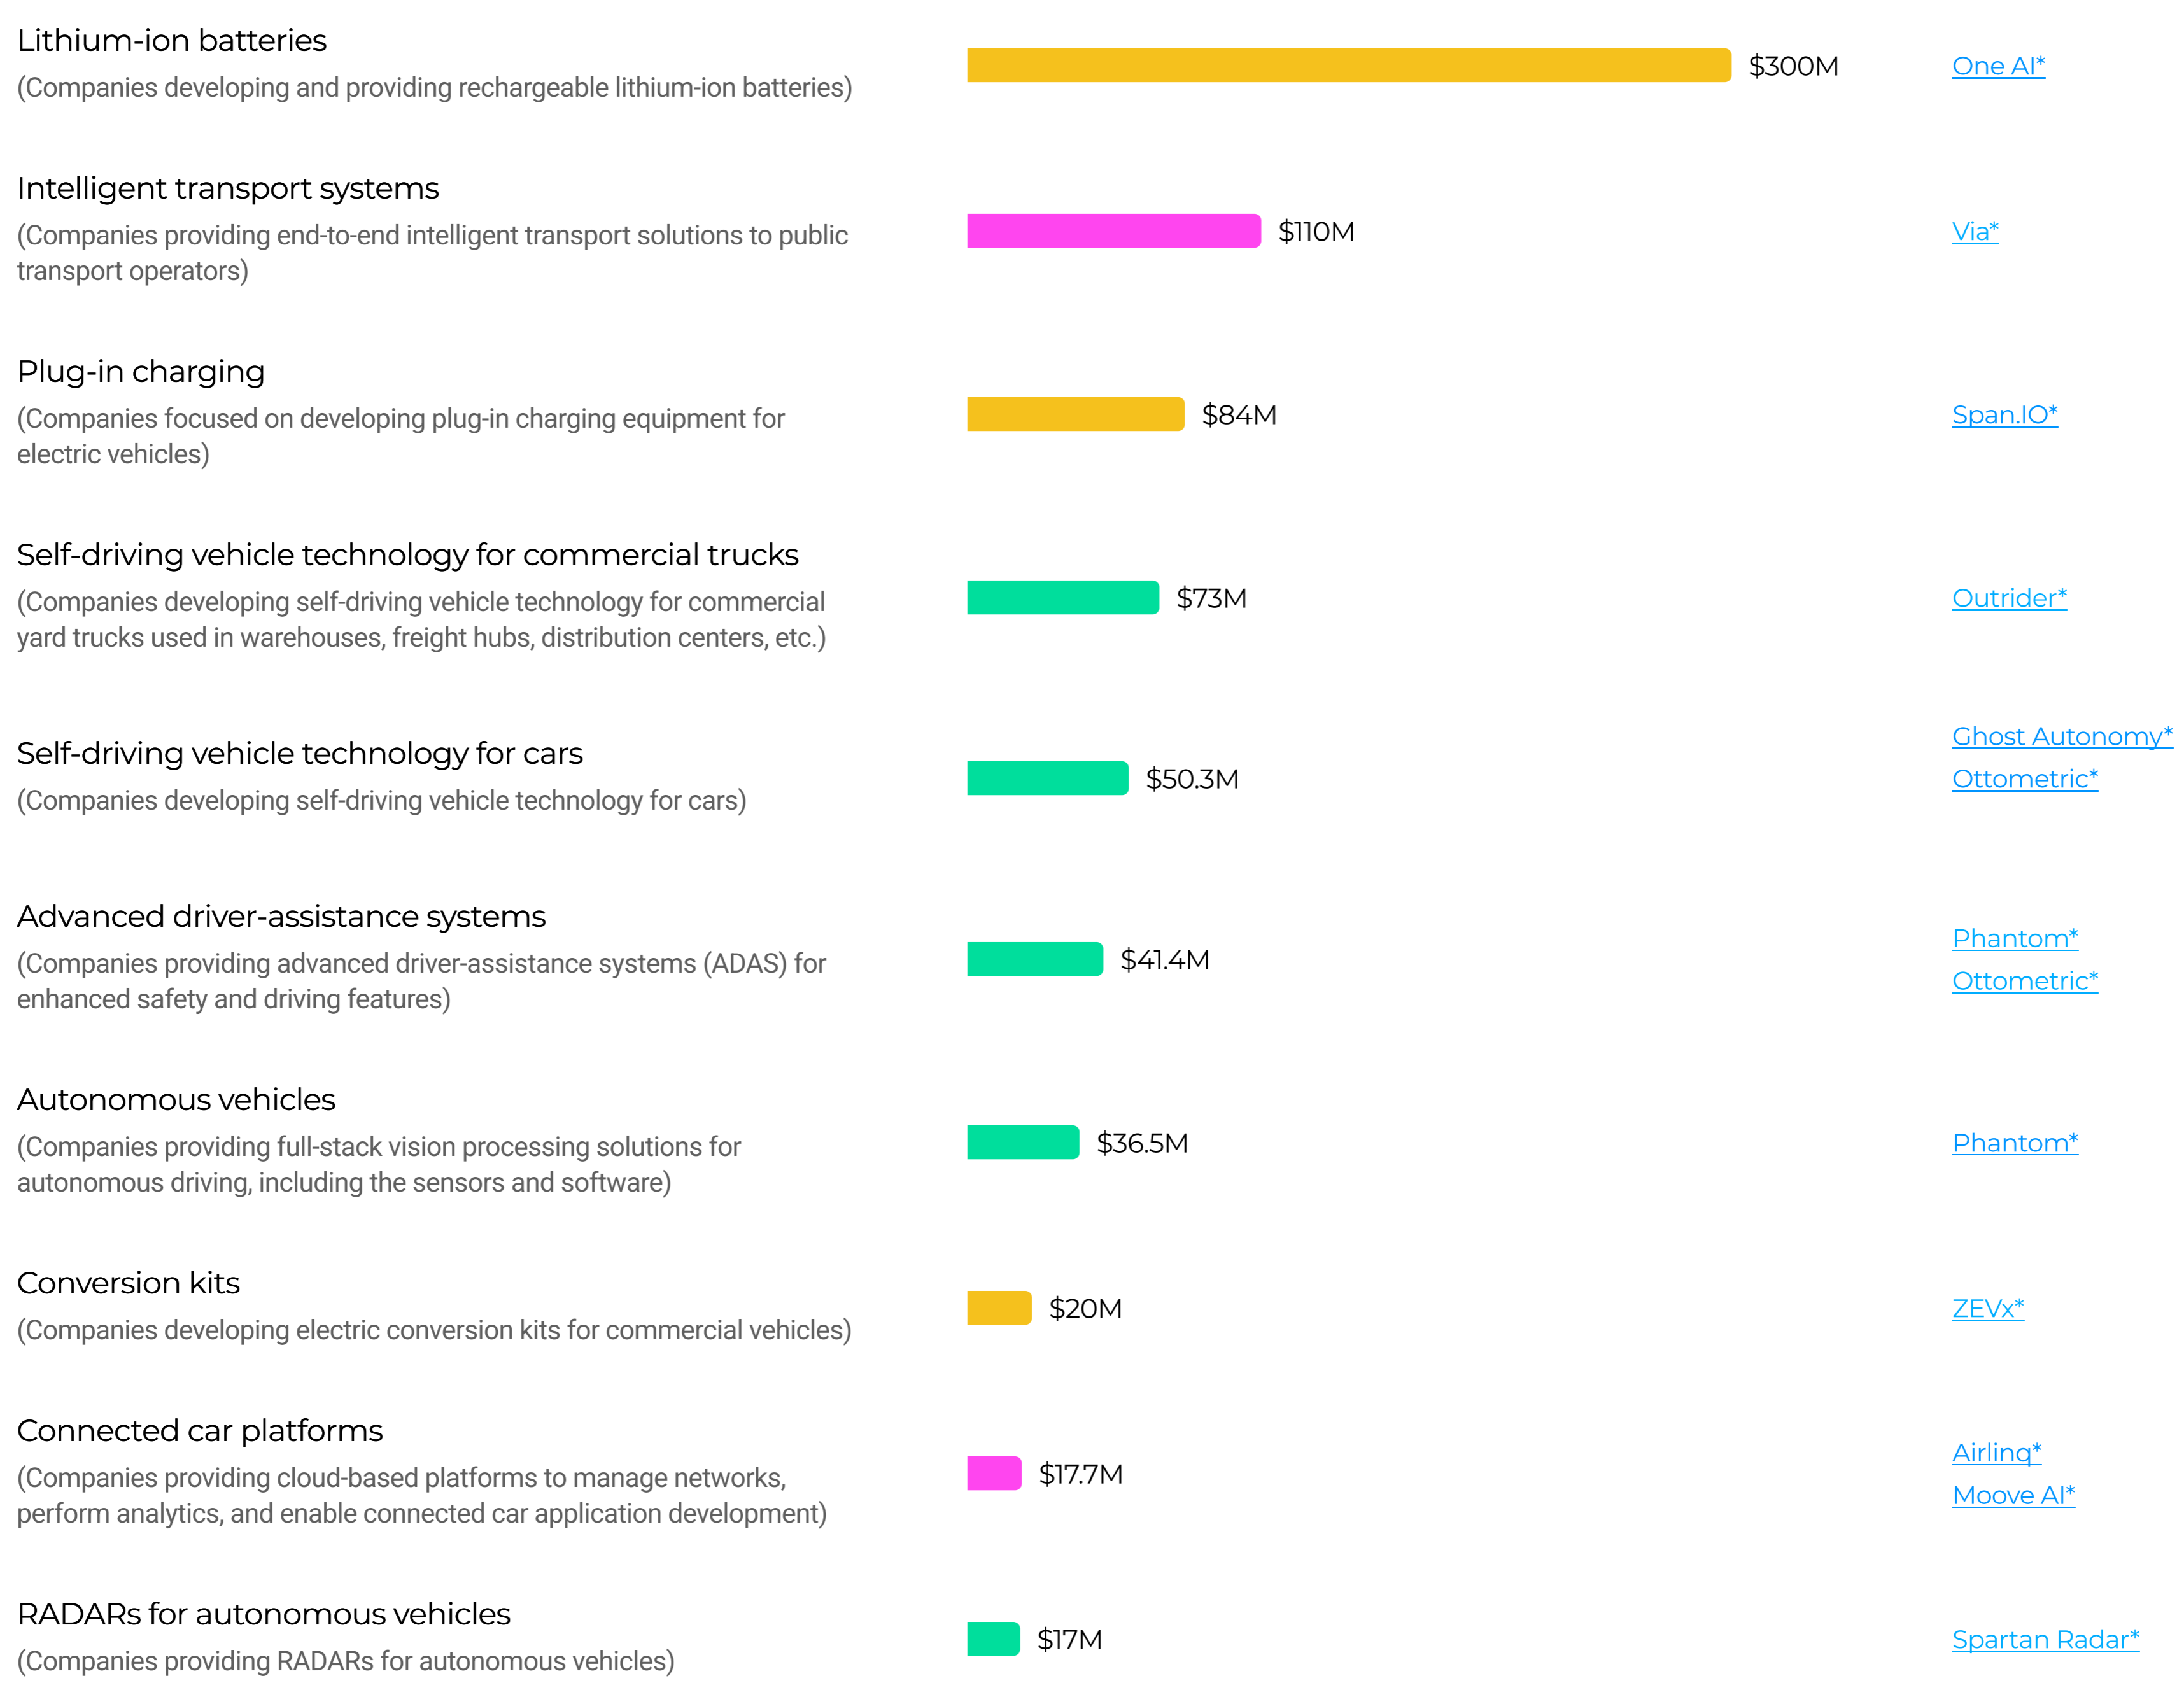 Lithium-ion batteries
(Companies developing and providing rechargeable lithium-ion batteries)
$300M
One AI*
Intelligent transport systems
(Companies providing end-to-end intelligent transport solutions to public
transport operators)
$110M
Via*
Plug-in charging
(Companies focused on developing plug-in charging equipment for
electric vehicles)
$84M
Span.IO*
Self-driving vehicle technology for commercial trucks
(Companies developing self-driving vehicle technology for commercial
yard trucks used in warehouses, freight hubs, distribution centers, etc.)
$73M
Outrider*
Self-driving vehicle technology for cars
(Companies developing self-driving vehicle technology for cars)
$50.3M
Ghost Autonomy*
Ottometric*
Advanced driver-assistance systems
(Companies providing advanced driver-assistance systems (ADAS) for
enhanced safety and driving features)
$41.4M
Phantom*
Ottometric*
Autonomous vehicles
(Companies providing full-stack vision processing solutions for
autonomous driving, including the sensors and software)
$36.5M
Phantom*
Conversion kits
(Companies developing electric conversion kits for commercial vehicles)
$20M
ZEVx*
Connected car platforms
(Companies providing cloud-based platforms to manage networks,
perform analytics, and enable connected car application development)
$17.7M
Airlinq*
Moove AI*
RADARs for autonomous vehicles
(Companies providing RADARs for autonomous vehicles)
$17M
Spartan Radar*